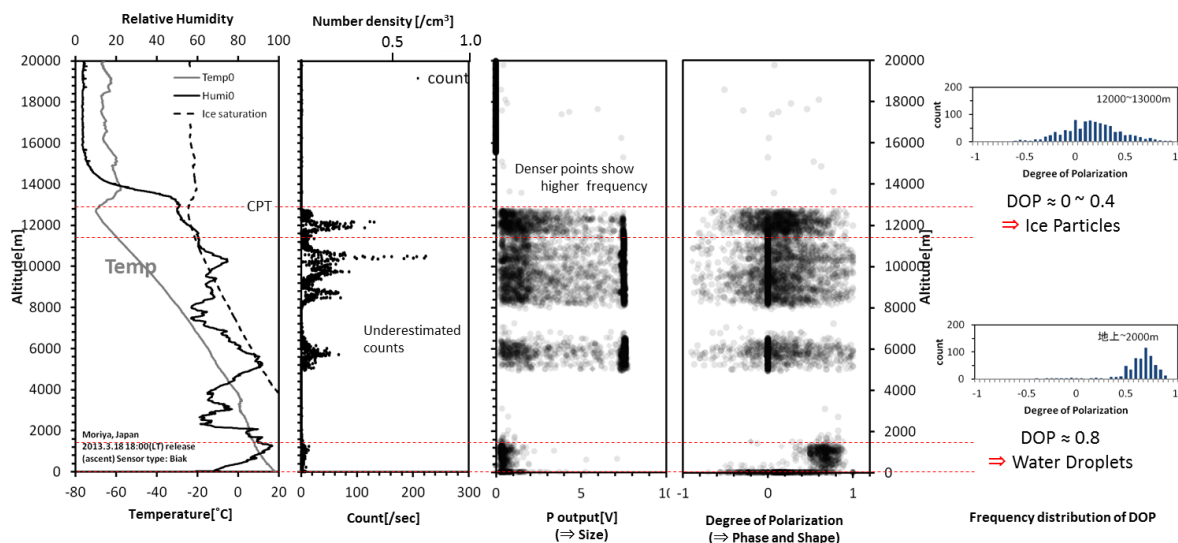 Relative Humidity
0 20 40 60 80 100
Number density [/cm³]
0.5 1.0
20000
18000
16000
14000
12000
10000
8000
6000
4000
2000
0
Altitude[m]
Temp0
Humi0
Ice saturation
CPT
Temp
Moriya, Japan
2013.3.18 18:00(LT) release
(ascent) Sensor type: Biak
-80 -60 -40 -20 0 20
Temperature[˚C]
count
Underestimated
counts
0 100 200 300
Count[/sec]
Denser points show
higher frequency
0 5 10
P output[V]
(⇒ Size)
-1 0 1
Degree of Polarization
(⇒ Phase and Shape)
20000
18000
16000
14000
12000
10000
8000
6000
4000
2000
0
Altitude[m]
200
100
0
count
12000~13000m
-1 -0.5 0 0.5 1
Degree of Polarization
DOP ≈ 0 ~ 0.4
⇒ Ice Particles
200
100
0
count
地上~2000m
-1 -0.5 0 0.5 1
Degree of Polarization
DOP ≈ 0.8
⇒ Water Droplets
Frequency distribution of DOP